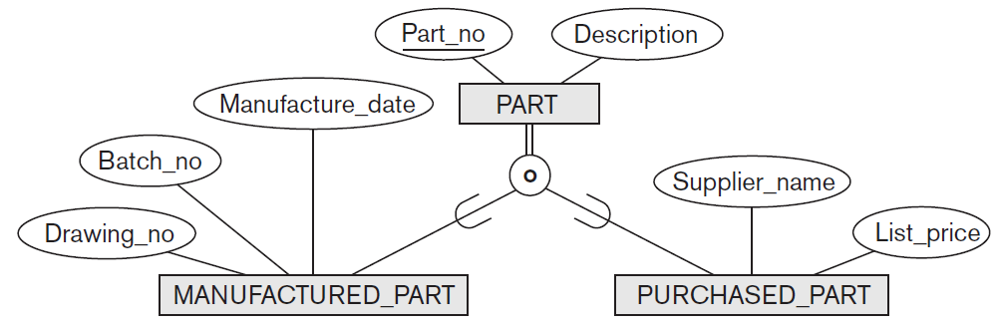 Part_no
Description
Manufacture_date
PART
Batch_no
o
Supplier_name
Drawing_no
List_price
MANUFACTURED_PART
PURCHASED_PART